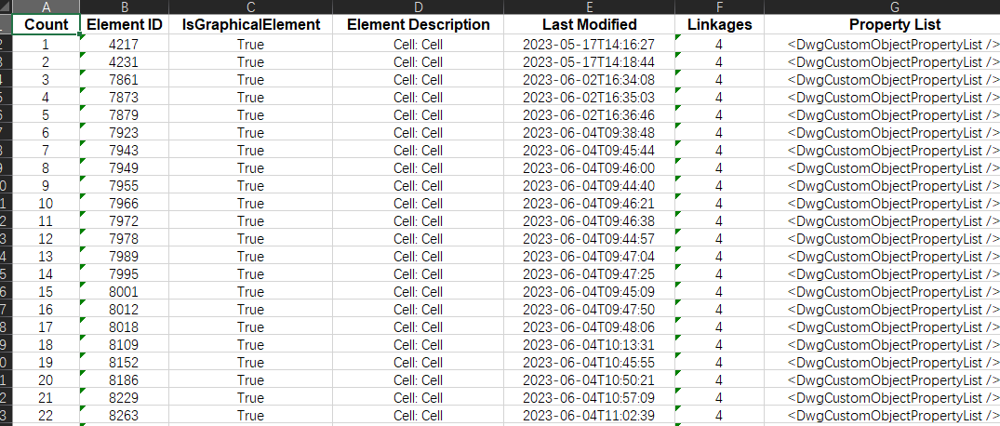 A B C D E F G
Count Element ID IsGraphicalElement Element Description Last Modified Linkages Property List
1 4217 True Cell: Cell 2023-05-17T14:16:27 4 <DwgCustomObjectPropertyList />
2 4231 True Cell: Cell 2023-05-17T14:18:44 4 <DwgCustomObjectPropertyList />
3 7861 True Cell: Cell 2023-06-02T16:34:08 4 <DwgCustomObjectPropertyList />
4 7873 True Cell: Cell 2023-06-02T16:35:03 4 <DwgCustomObjectPropertyList />
5 7879 True Cell: Cell 2023-06-02T16:36:46 4 <DwgCustomObjectPropertyList />
6 7923 True Cell: Cell 2023-06-04T09:38:48 4 <DwgCustomObjectPropertyList />
7 7943 True Cell: Cell 2023-06-04T09:45:44 4 <DwgCustomObjectPropertyList />
8 7949 True Cell: Cell 2023-06-04T09:46:00 4 <DwgCustomObjectPropertyList />
9 7955 True Cell: Cell 2023-06-04T09:44:40 4 <DwgCustomObjectPropertyList />
10 7966 True Cell: Cell 2023-06-04T09:46:21 4 <DwgCustomObjectPropertyList />
11 7972 True Cell: Cell 2023-06-04T09:46:38 4 <DwgCustomObjectPropertyList />
12 7978 True Cell: Cell 2023-06-04T09:44:57 4 <DwgCustomObjectPropertyList />
13 7989 True Cell: Cell 2023-06-04T09:47:04 4 <DwgCustomObjectPropertyList />
14 7995 True Cell: Cell 2023-06-04T09:47:25 4 <DwgCustomObjectPropertyList />
15 8001 True Cell: Cell 2023-06-04T09:45:09 4 <DwgCustomObjectPropertyList />
16 8012 True Cell: Cell 2023-06-04T09:47:50 4 <DwgCustomObjectPropertyList />
17 8018 True Cell: Cell 2023-06-04T09:48:06 4 <DwgCustomObjectPropertyList />
18 8109 True Cell: Cell 2023-06-04T10:13:31 4 <DwgCustomObjectPropertyList />
19 8152 True Cell: Cell 2023-06-04T10:45:55 4 <DwgCustomObjectPropertyList />
20 8186 True Cell: Cell 2023-06-04T10:50:21 4 <DwgCustomObjectPropertyList />
21 8229 True Cell: Cell 2023-06-04T10:57:09 4 <DwgCustomObjectPropertyList />
22 8263 True Cell: Cell 2023-06-04T11:02:39 4 <DwgCustomObjectPropertyList />